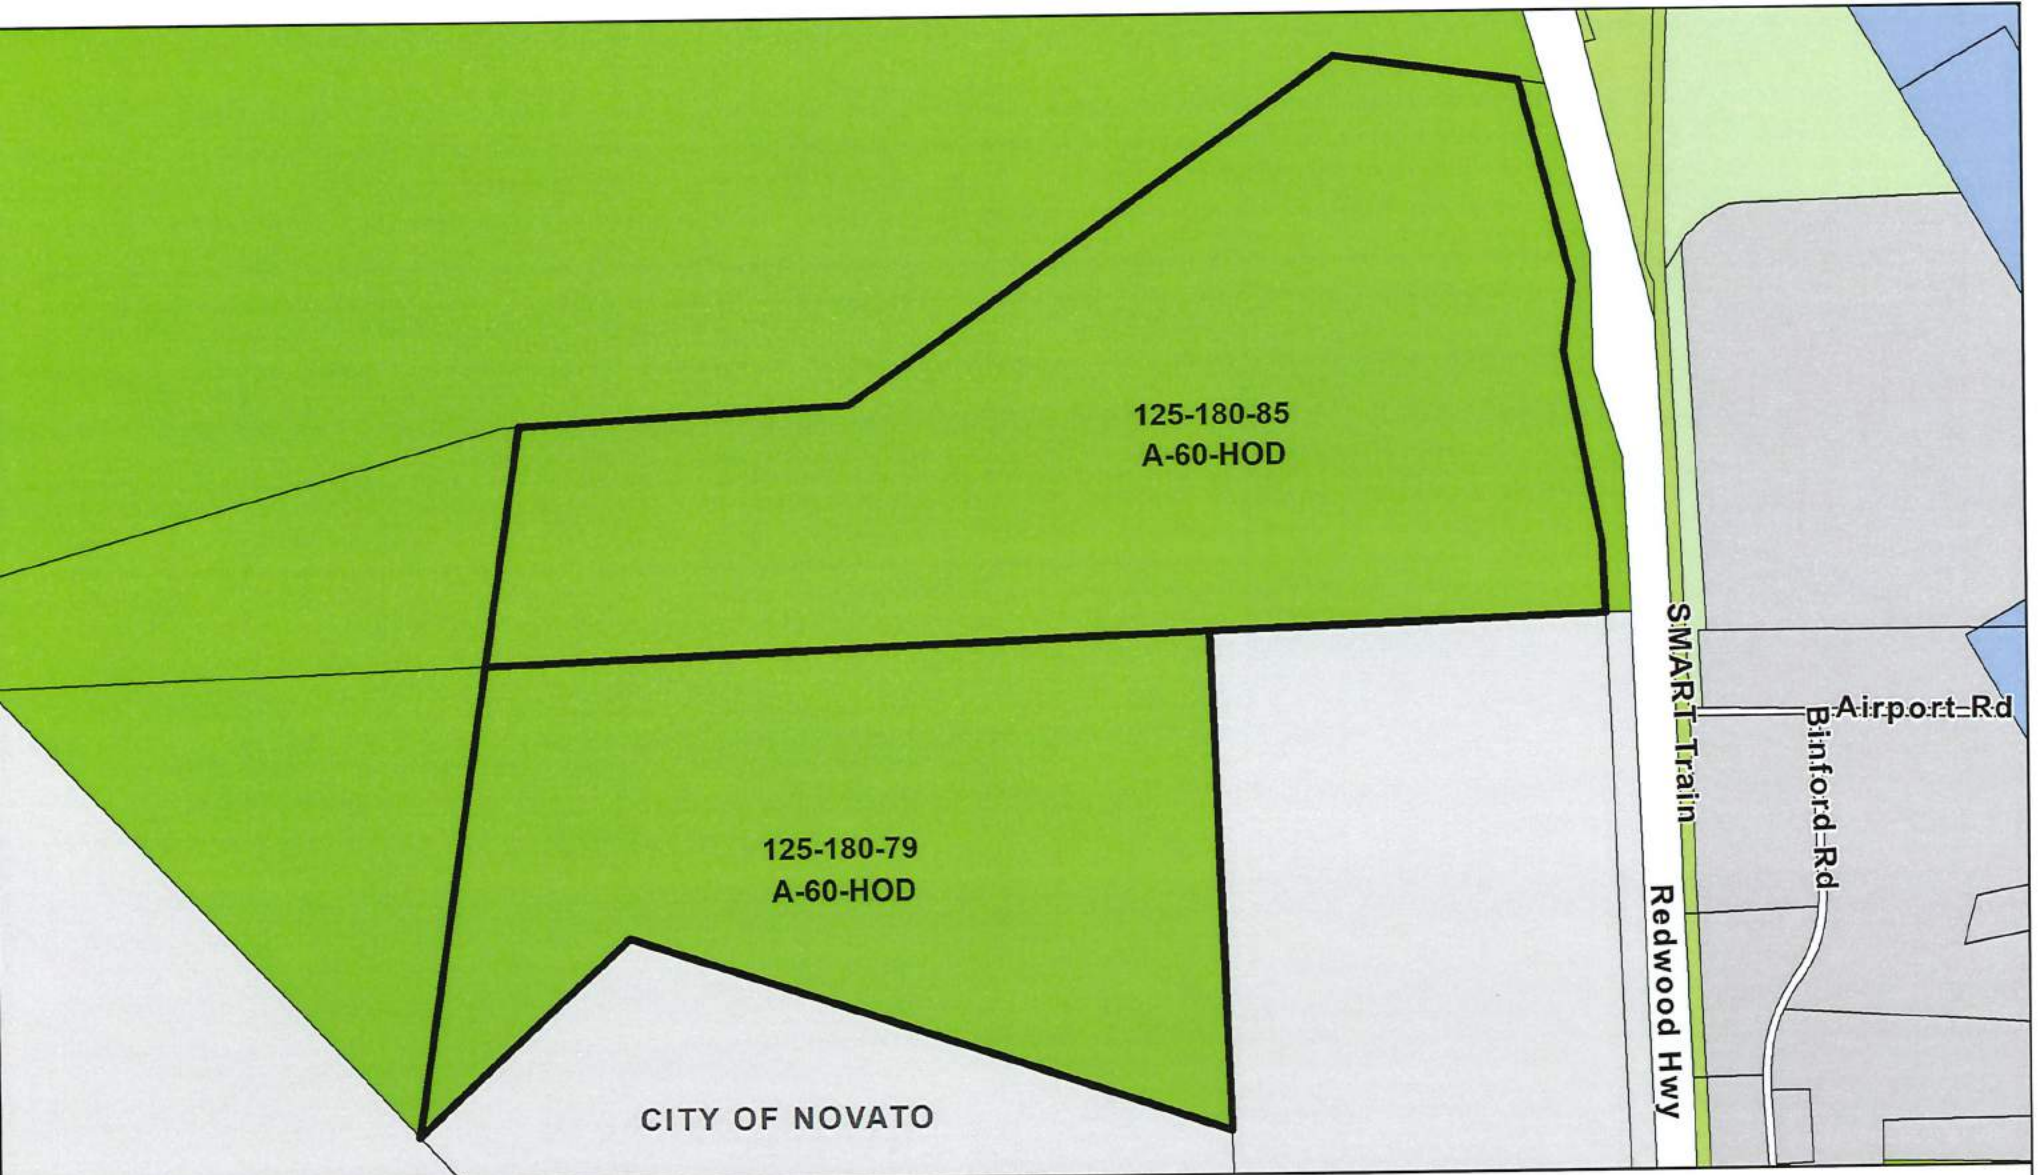 125-180-85
A-60-HOD
SMART Train
Airport Rd
Binford Rd
125-180-79
A-60-HOD
Redwood Hwy
CITY OF NOVATO